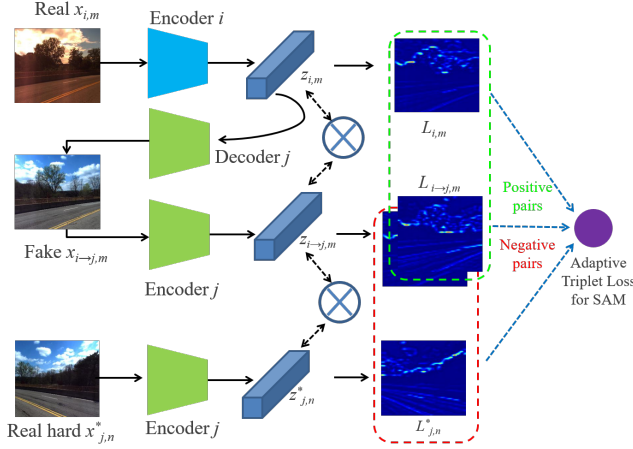 Real x_{i,m}
Encoder i
z_{i,m}
L_{i,m}
Decoder j
L_{i→j,m}
Positive
pairs
Fake x_{i→j,m}
z_{i→j,m}
Negative
pairs
Adaptive
Triplet Loss
for SAM
Encoder j
z^*_{j,n}
Real hard x^*_{j,n}
Encoder j
L^*_{j,n}